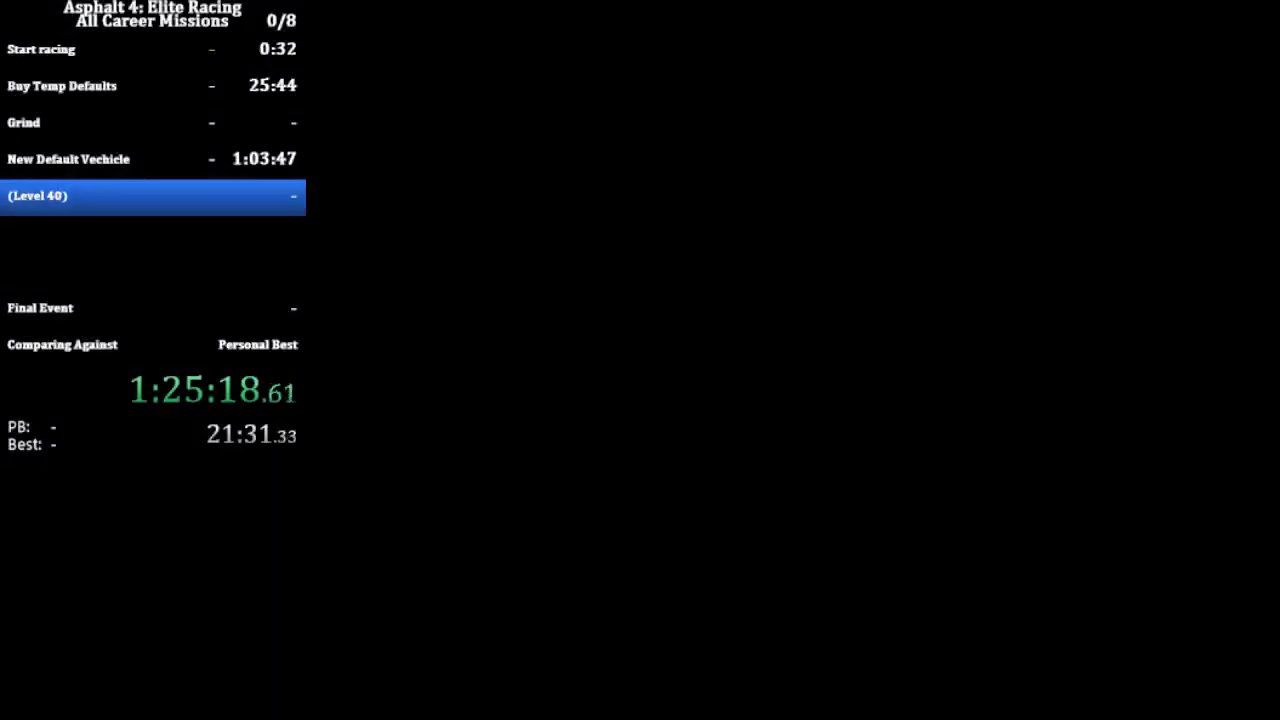 Asphalt 4: Elite Racing
All Career Missions 0/8
Start racing - 0:32
Buy Temp Defaults - 25:44
Grind - -
New Default Vechicle - 1:03:47
(Level 40) -
Final Event -
Comparing Against Personal Best
1:25:18.61
PB: - 21:31.33
Best: -